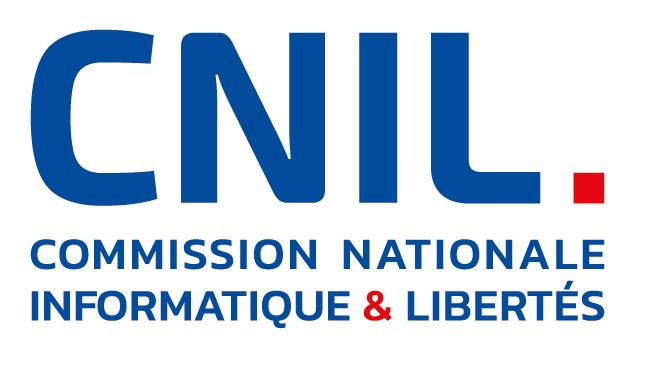 CNIL.
COMMISSION NATIONALE
INFORMATIQUE & LIBERTÉS